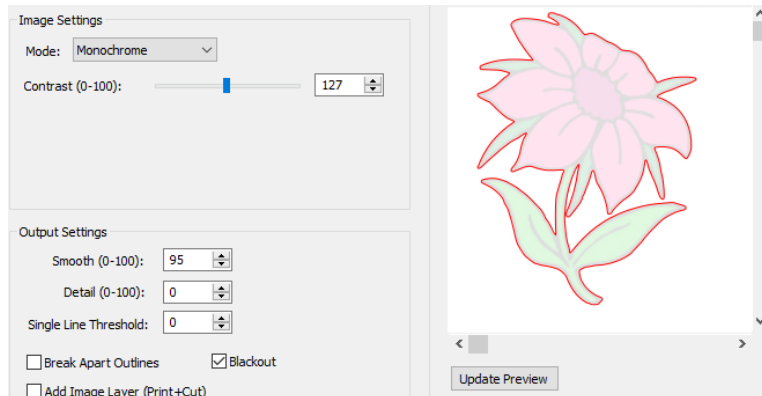 Image Settings
Mode: Monochrome
Contrast (0-100): 127
Output Settings
Smooth (0-100): 95
Detail (0-100): 0
Single Line Threshold: 0
Break Apart Outlines Blackout
Add Image Layer (Print+Cut)
Update Preview